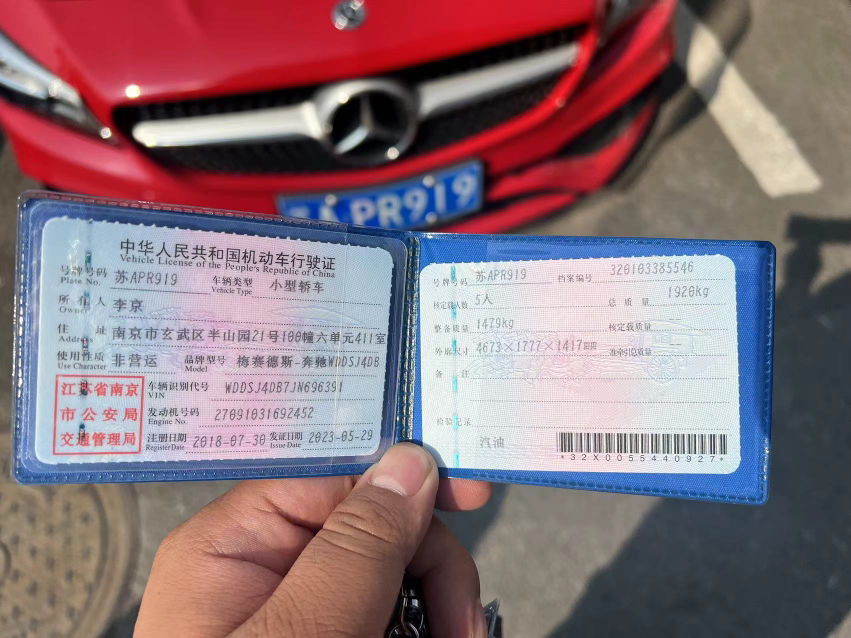 苏APR919
中华人民共和国机动车行驶证
Vehicle License of the People's Republic of China
号牌号码 苏APR919 车辆类型 小型轿车
Plate No. Vehicle Type
所有人 李京
Owner
住址 南京市玄武区半山园21号100幢六单元411室
Address
使用性质 非营运 品牌型号 梅赛德斯-奔驰WDDSJ4DB
Use Character Model
江苏省南京
市公安局
交通管理局
车辆识别代号 WDDSJ4DB7JN696391
VIN
发动机号码 27091031692452
Engine No.
注册日期 2018-07-30 发证日期 2023-05-29
Register Date Issue Date
号牌号码 苏APR919 档案编号 320103385546
核定载人数 5人 总质量 1920kg
整备质量 1479kg 核定载质量 --
外廓尺寸 4673×1777×1417mm 准牵引总质量 --
备注
检验记录
汽油
*32X0055440927*